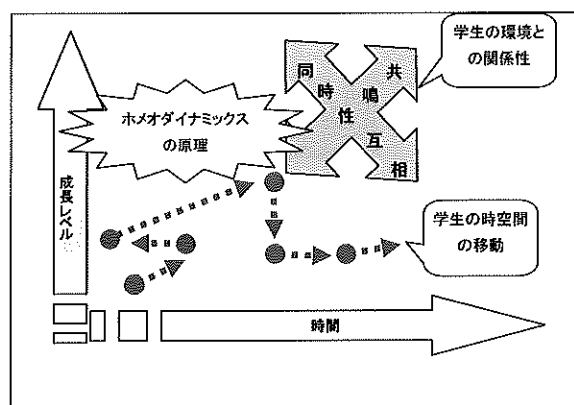 学生の環境と
の関係性
同時性
共鳴
相互
ホメオダイナミックス
の原理
成長レベル
学生の時空間
の移動
時間